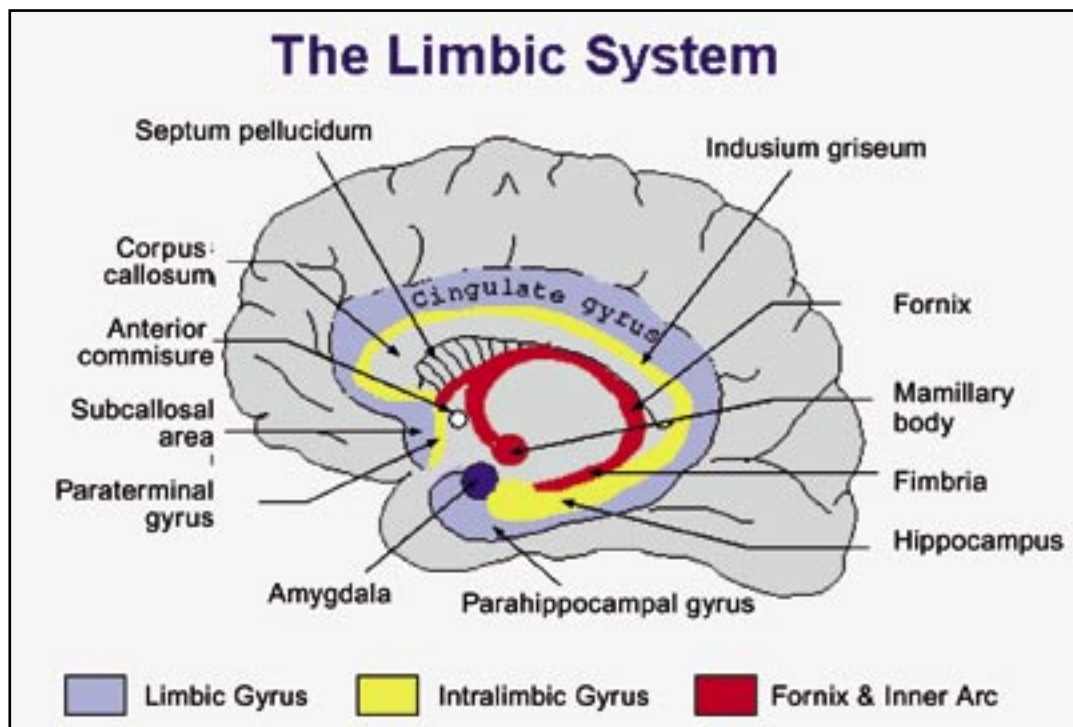 The Limbic System
Septum pellucidum
Indusium griseum
Corpus
callosum
Cingulate gyrus
Fornix
Anterior
commisure
Mamillary
body
Subcallosal
area
Fimbria
Paraterminal
gyrus
Hippocampus
Amygdala
Parahippocampal gyrus
Limbic Gyrus
Intralimbic Gyrus
Fornix & Inner Arc